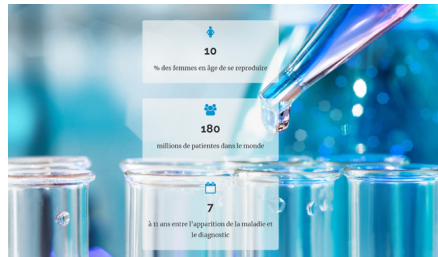 10
% des femmes en âge de se reproduire
180
millions de patientes dans le monde
7
à 11 ans entre l'apparition de la maladie et
le diagnostic